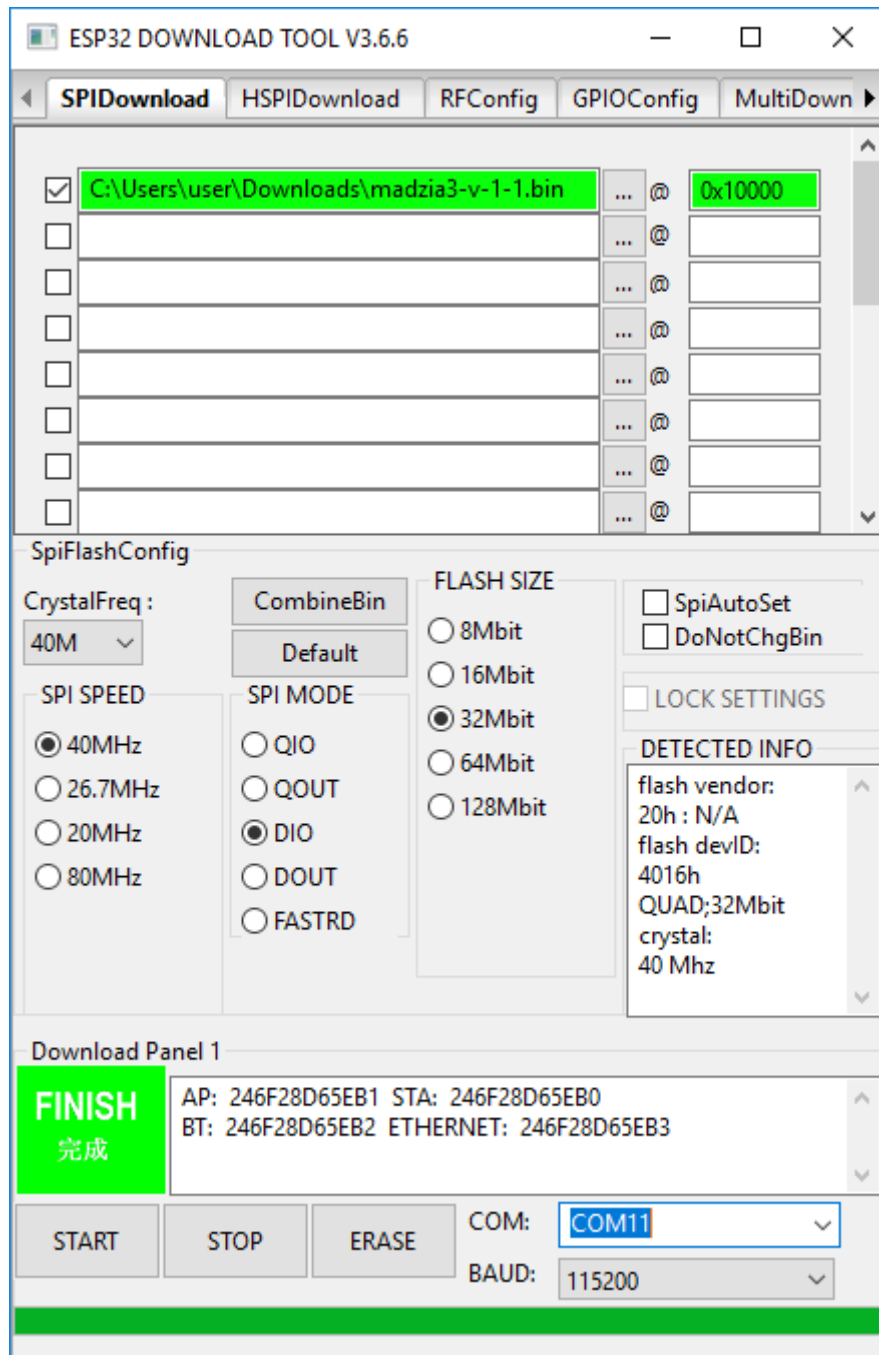 ESP32 DOWNLOAD TOOL V3.6.6
SPIDownload HSPIDownload RFConfig GPIOConfig MultiDown
C:\Users\user\Downloads\madzia3-v-1-1.bin ... @ 0x10000
... @
... @
... @
... @
... @
... @
... @
SpiFlashConfig
CrystalFreq :
40M
CombineBin
Default
SPI SPEED
40MHz
26.7MHz
20MHz
80MHz
SPI MODE
QIO
QOUT
DIO
DOUT
FASTRD
FLASH SIZE
8Mbit
16Mbit
32Mbit
64Mbit
128Mbit
SpiAutoSet
DoNotChgBin
LOCK SETTINGS
DETECTED INFO
flash vendor:
20h : N/A
flash devID:
4016h
QUAD;32Mbit
crystal:
40 Mhz
Download Panel 1
FINISH
完成
AP: 246F28D65EB1 STA: 246F28D65EB0
BT: 246F28D65EB2 ETHERNET: 246F28D65EB3
START STOP ERASE
COM: COM11
BAUD: 115200